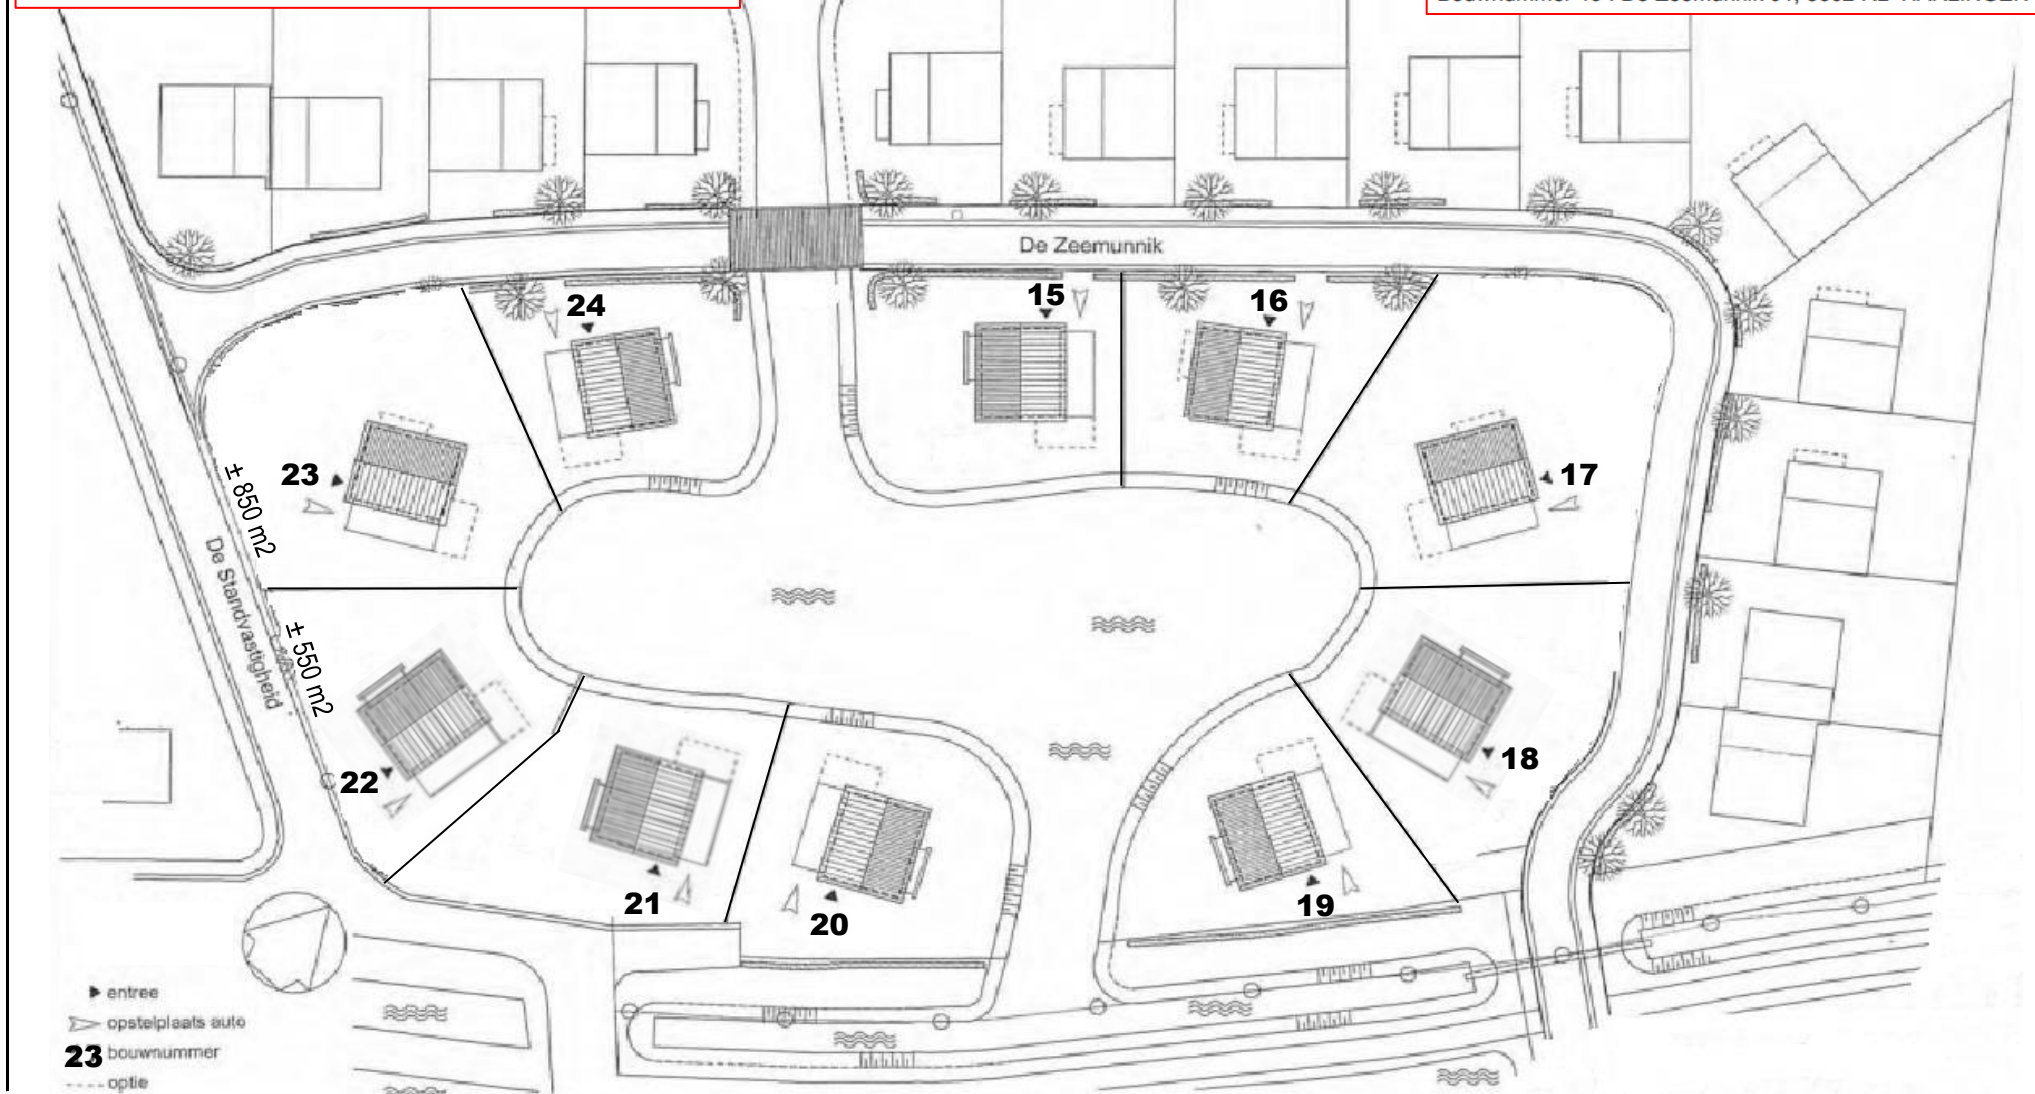 De Zeemunnik
24
15
16
23
17
± 850 m2
De Standvastigheid
± 550 m2
22
18
21
20
19
entree
opstelplaats auto
23 bouwnummer
optie